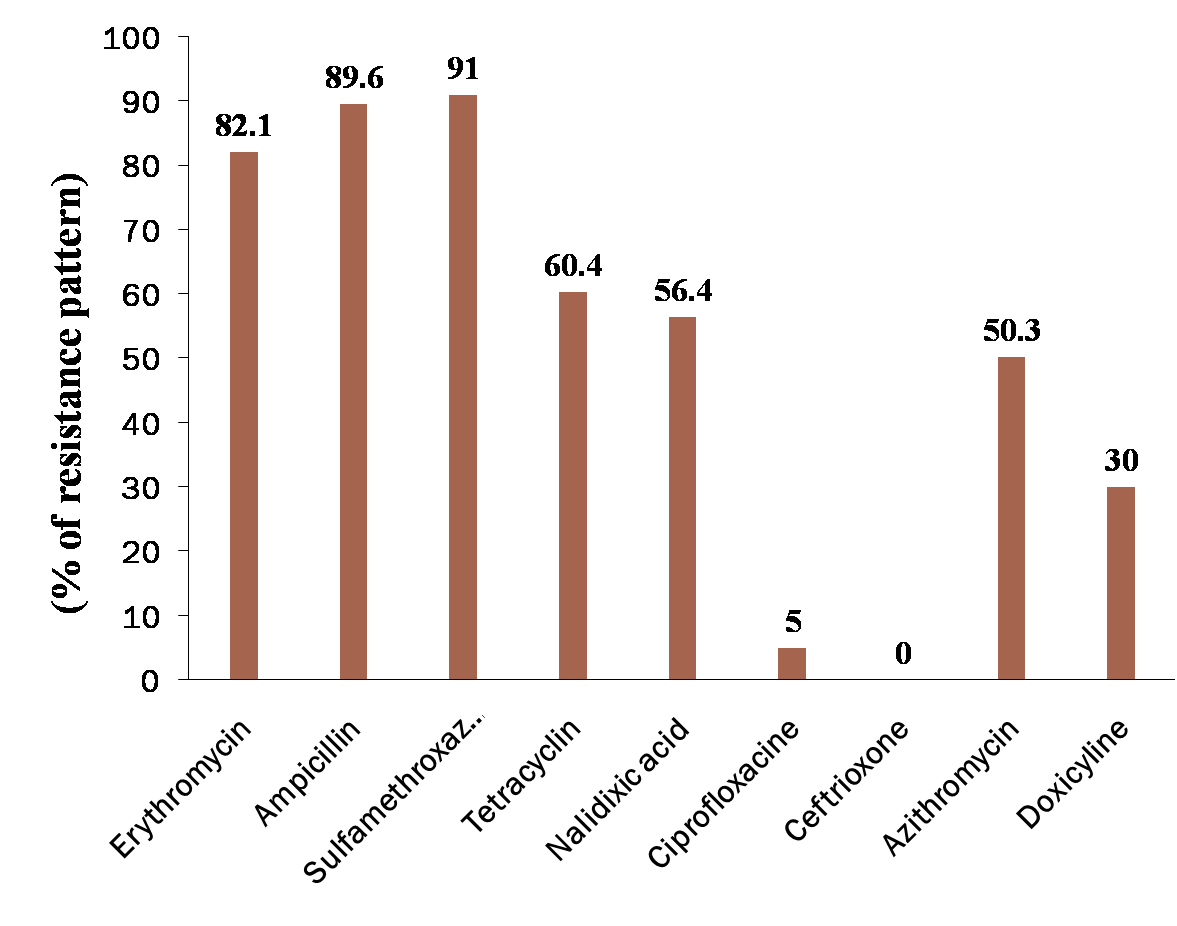 (% of resistance pattern)
100
90
80
70
60
50
40
30
20
10
0
82.1
89.6
91
60.4
56.4
5
0
50.3
30
Erythromycin
Ampicillin
Sulfamethroxaz...
Tetracyclin
Nalidixic acid
Ciprofloxacine
Ceftrioxone
Azithromycin
Doxicyline